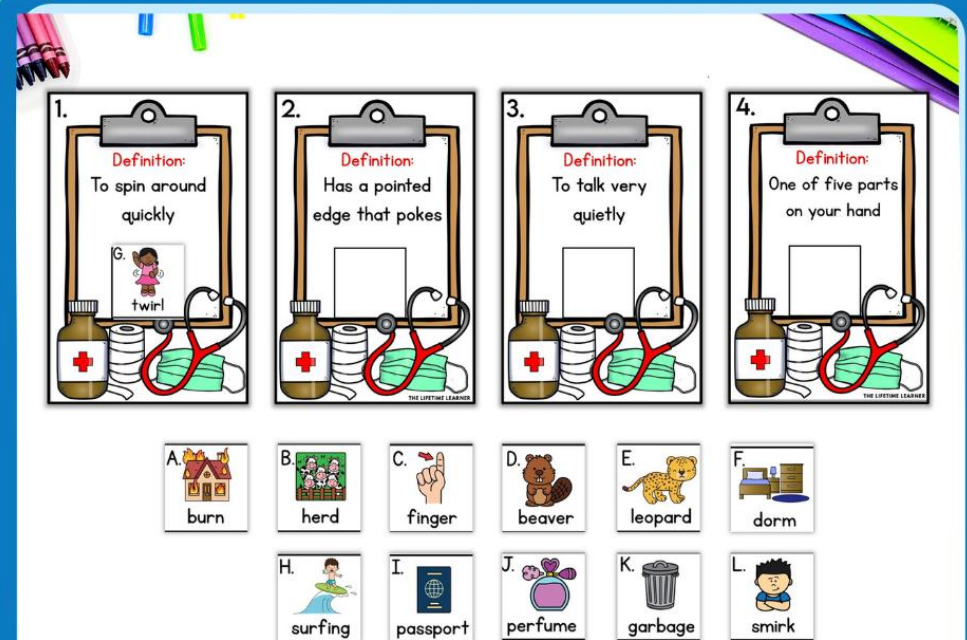 1.
Definition:
To spin around
quickly
G.
twirl
2.
Definition:
Has a pointed
edge that pokes
THE LIFETIME LEARNER
3.
Definition:
To talk very
quietly
4.
Definition:
One of five parts
on your hand
THE LIFETIME LEARNER
A.
burn
B.
herd
C.
finger
D.
beaver
E.
leopard
F.
dorm
H.
surfing
I.
passport
J.
perfume
K.
garbage
L.
smirk